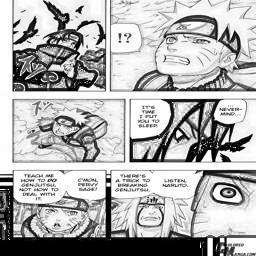 !?
...
NEVER-
MIND...
IT'S
TIME
I PUT
YOU TO
SLEEP.
LISTEN,
NARUTO.
THERE'S
A TRICK TO
BREAKING
GENJUTSU.
C'MON,
PERVY
SAGE!
TEACH ME
HOW TO DO
GENJUTSU,
NOT HOW TO
DEAL WITH
IT.